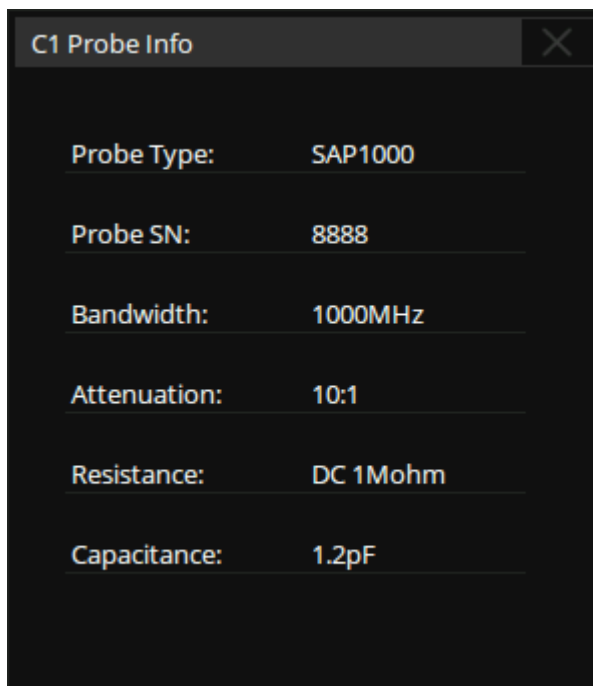 C1 Probe Info
Probe Type: SAP1000
Probe SN: 8888
Bandwidth: 1000MHz
Attenuation: 10:1
Resistance: DC 1Mohm
Capacitance: 1.2pF